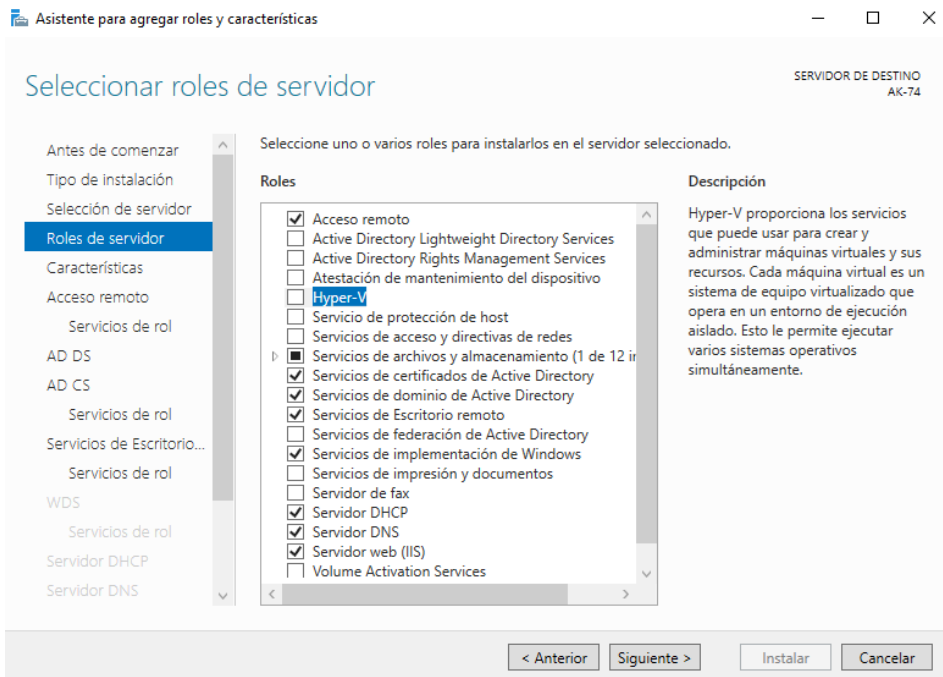 Asistente para agregar roles y características
Seleccionar roles de servidor
SERVIDOR DE DESTINO
AK-74
Antes de comenzar
Tipo de instalación
Selección de servidor
Roles de servidor
Características
Acceso remoto
Servicios de rol
AD DS
AD CS
Servicios de rol
Servicios de Escritorio...
Servicios de rol
WDS
Servicios de rol
Servidor DHCP
Servidor DNS
Seleccione uno o varios roles para instalarlos en el servidor seleccionado.
Roles
Acceso remoto
Active Directory Lightweight Directory Services
Active Directory Rights Management Services
Atestación de mantenimiento del dispositivo
Hyper-V
Servicio de protección de host
Servicios de acceso y directivas de redes
Servicios de archivos y almacenamiento (1 de 12 ir
Servicios de certificados de Active Directory
Servicios de dominio de Active Directory
Servicios de Escritorio remoto
Servicios de federación de Active Directory
Servicios de implementación de Windows
Servicios de impresión y documentos
Servidor de fax
Servidor DHCP
Servidor DNS
Servidor web (IIS)
Volume Activation Services
Descripción
Hyper-V proporciona los servicios
que puede usar para crear y
administrar máquinas virtuales y sus
recursos. Cada máquina virtual es un
sistema de equipo virtualizado que
opera en un entorno de ejecución
aislado. Esto le permite ejecutar
varios sistemas operativos
simultáneamente.
< Anterior
Siguiente >
Instalar
Cancelar